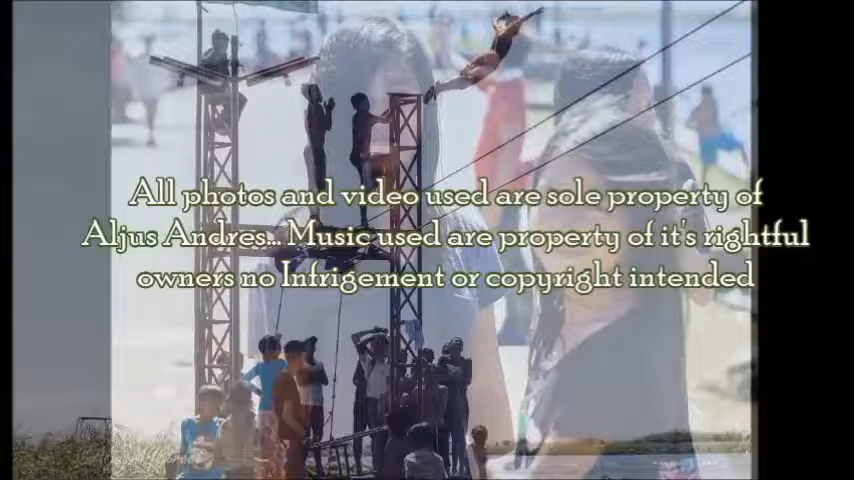 All photos and video used are sole property of
Aljus Andres... Music used are property of it's rightful
owners no Infrigement or copyright intended